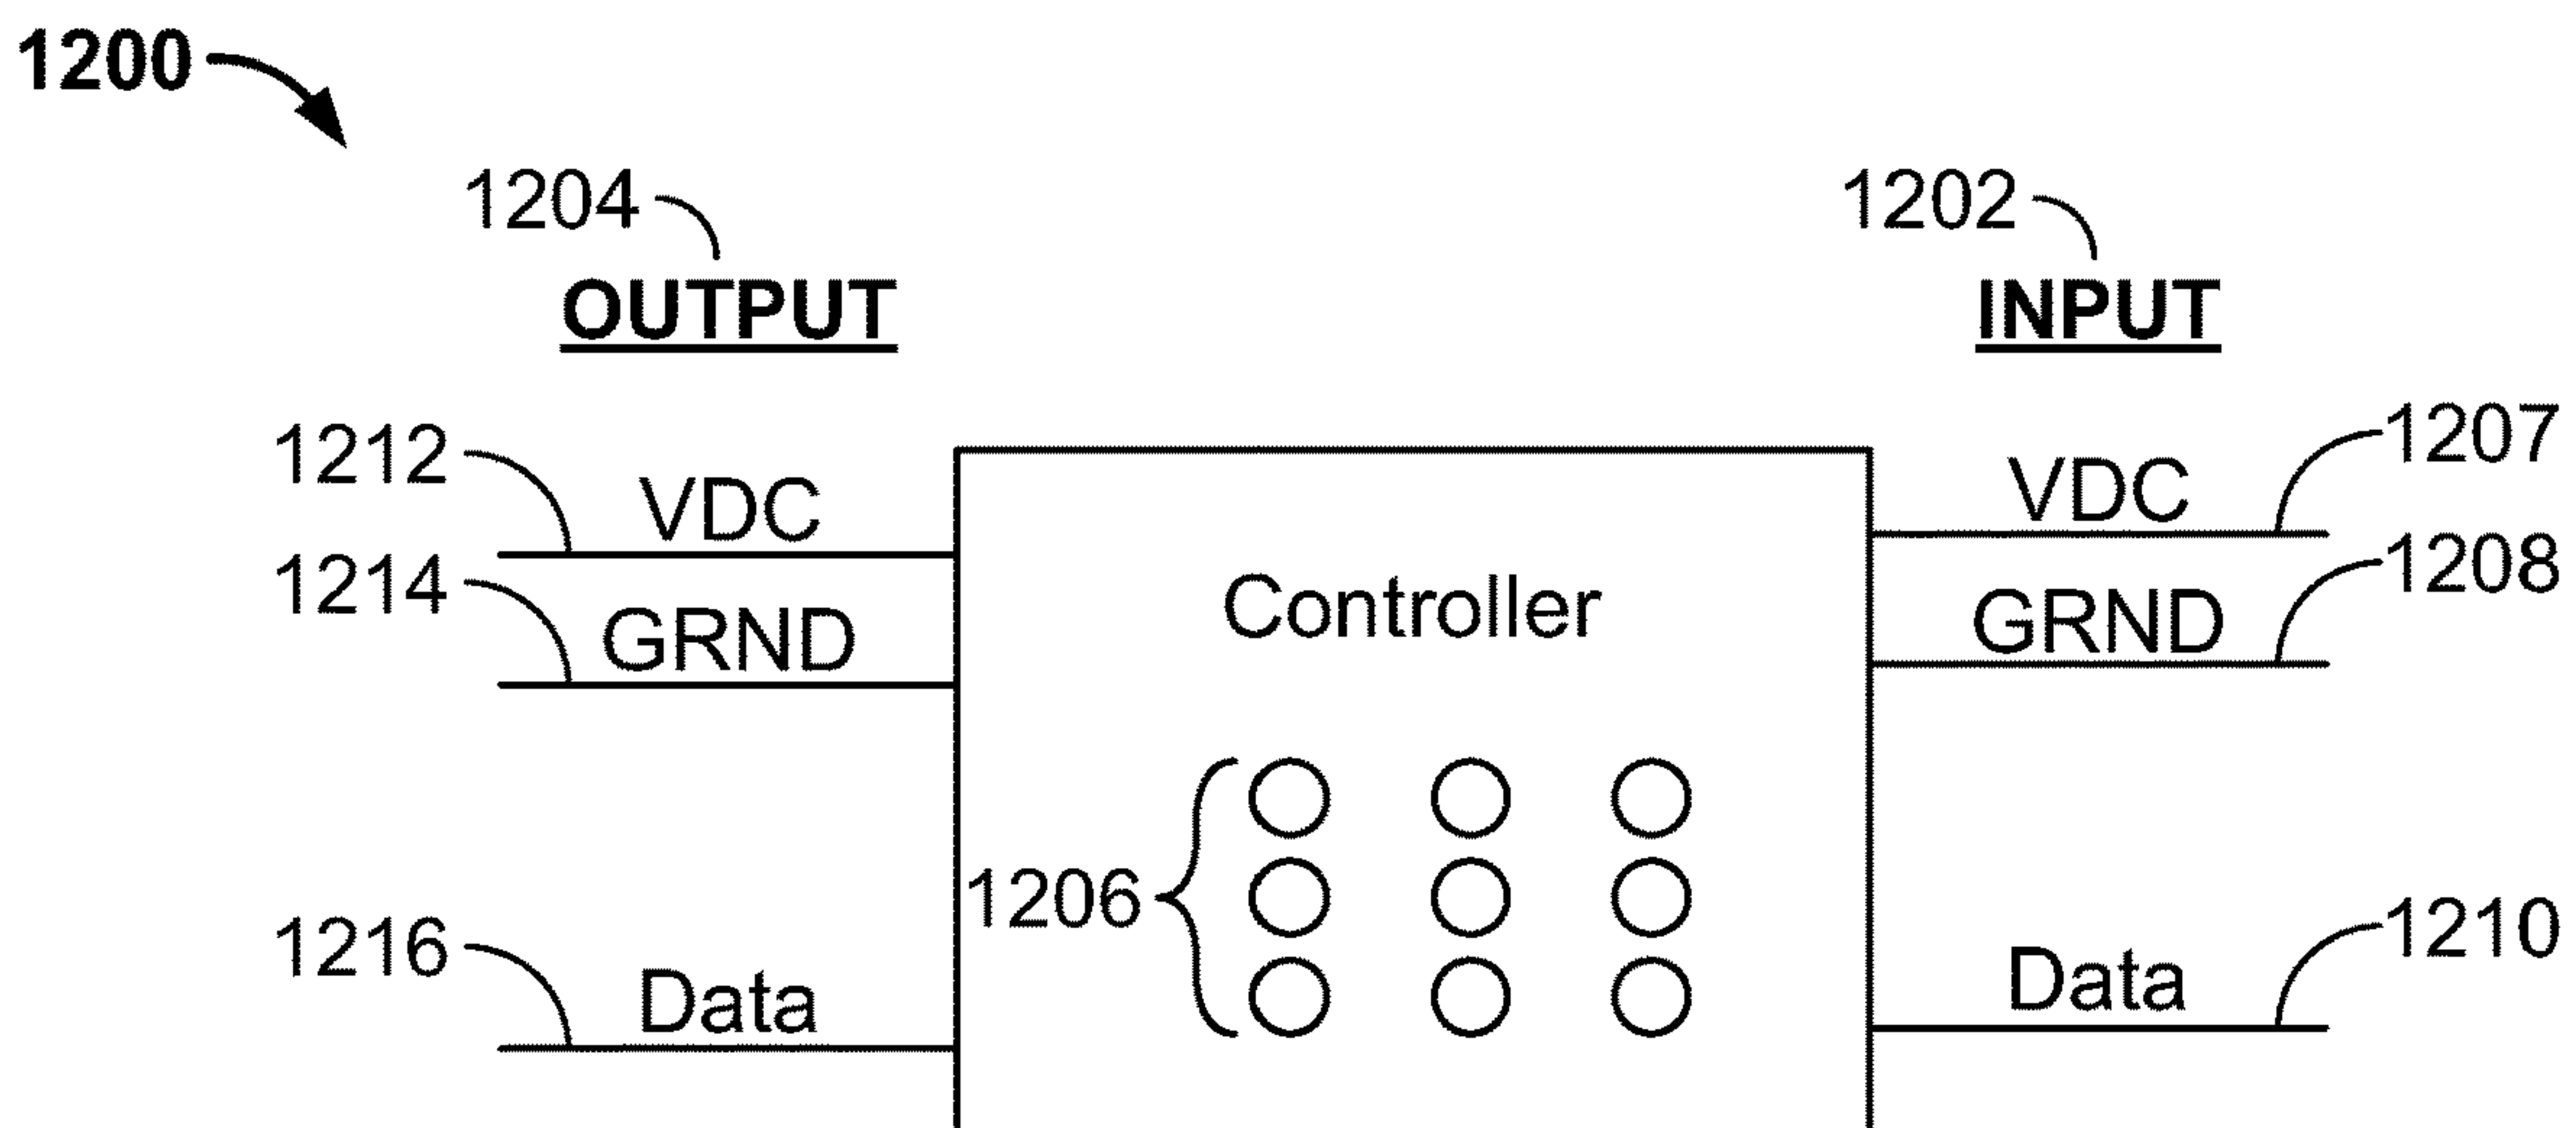 1200
1204
1202
OUTPUT
INPUT
1212
VDC
VDC
1207
1214
GRND
Controller
GRND
1208
1206
1216
Data
Data
1210